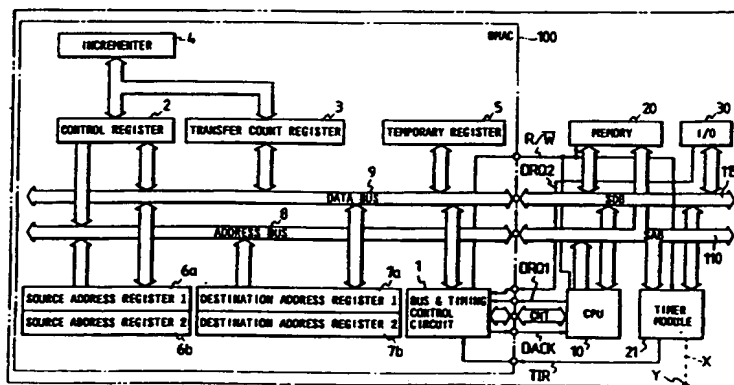 DMAC 100
INCREMENTER 4
CONTROL REGISTER 2
TRANSFER COUNT REGISTER 3
TEMPORARY REGISTER 5
MEMORY 20
I/O 30
R/W
DRQ2
115
9 DATA BUS
SDB
8 ADDRESS BUS
SAB
110
6a
7a
1
DRQ1
SOURCE ADDRESS REGISTER 1
SOURCE ADDRESS REGISTER 2
DESTINATION ADDRESS REGISTER 1
DESTINATION ADDRESS REGISTER 2
BUS & TIMING CONTROL CIRCUIT
CNT
CPU
TIMER MODULE
6b
7b
DACK
10
21
X
TIR
Y